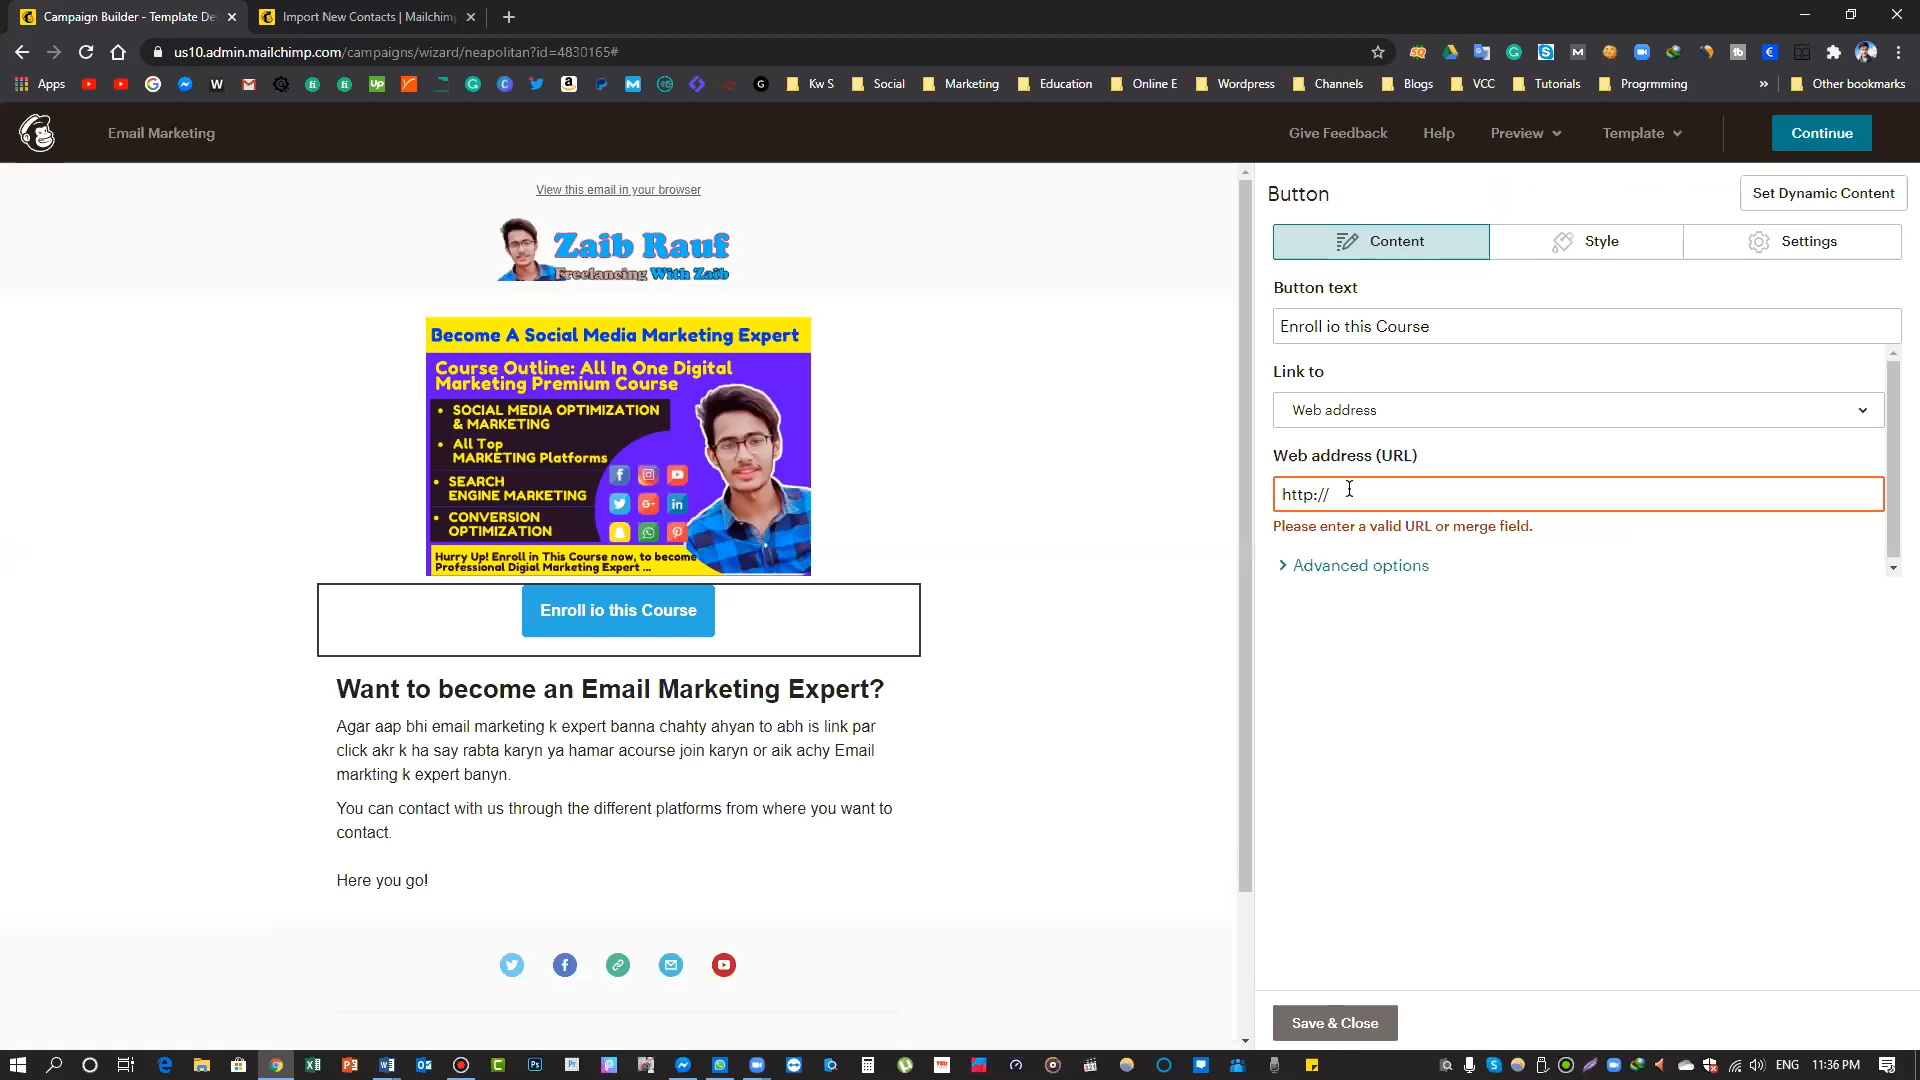 Campaign Builder - Template De
Import New Contacts | Mailchimp
us10.admin.mailchimp.com/campaigns/wizard/neapolitan?id=4830165#
Apps
Kw S
Social
Marketing
Education
Online E
Wordpress
Channels
Blogs
VCC
Tutorials
Progrmming
Other bookmarks
Email Marketing
Give Feedback
Help
Preview
Template
Continue
View this email in your browser
Zaib Rauf
Freelancing With Zaib
Become A Social Media Marketing Expert
Course Outline: All In One Digital
Marketing Premium Course
• SOCIAL MEDIA OPTIMIZATION
& MARKETING
• All Top
MARKETING Platforms
• SEARCH
ENGINE MARKETING
• CONVERSION
OPTIMIZATION
Hurry Up! Enroll in This Course now, to become
Professional Digial Marketing Expert ...
Enroll io this Course
Want to become an Email Marketing Expert?
Agar aap bhi email marketing k expert banna chahty ahyan to abh is link par
click akr k ha say rabta karyn ya hamar acourse join karyn or aik achy Email
markting k expert banyn.
You can contact with us through the different platforms from where you want to
contact.
Here you go!
Button
Set Dynamic Content
Content
Style
Settings
Button text
Enroll io this Course
Link to
Web address
Web address (URL)
http://
Please enter a valid URL or merge field.
Advanced options
Save & Close
ENG
11:36 PM